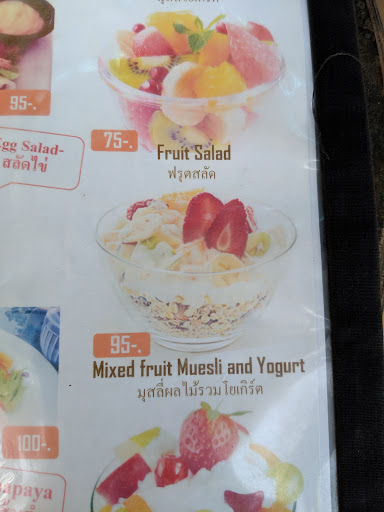 95-.
Egg Salad-
สลัดไข่
75-.
Fruit Salad
ฟรุตสลัด
95-.
Mixed fruit Muesli and Yogurt
มุสลี่ผลไม้รวมโยเกิร์ต
100-.